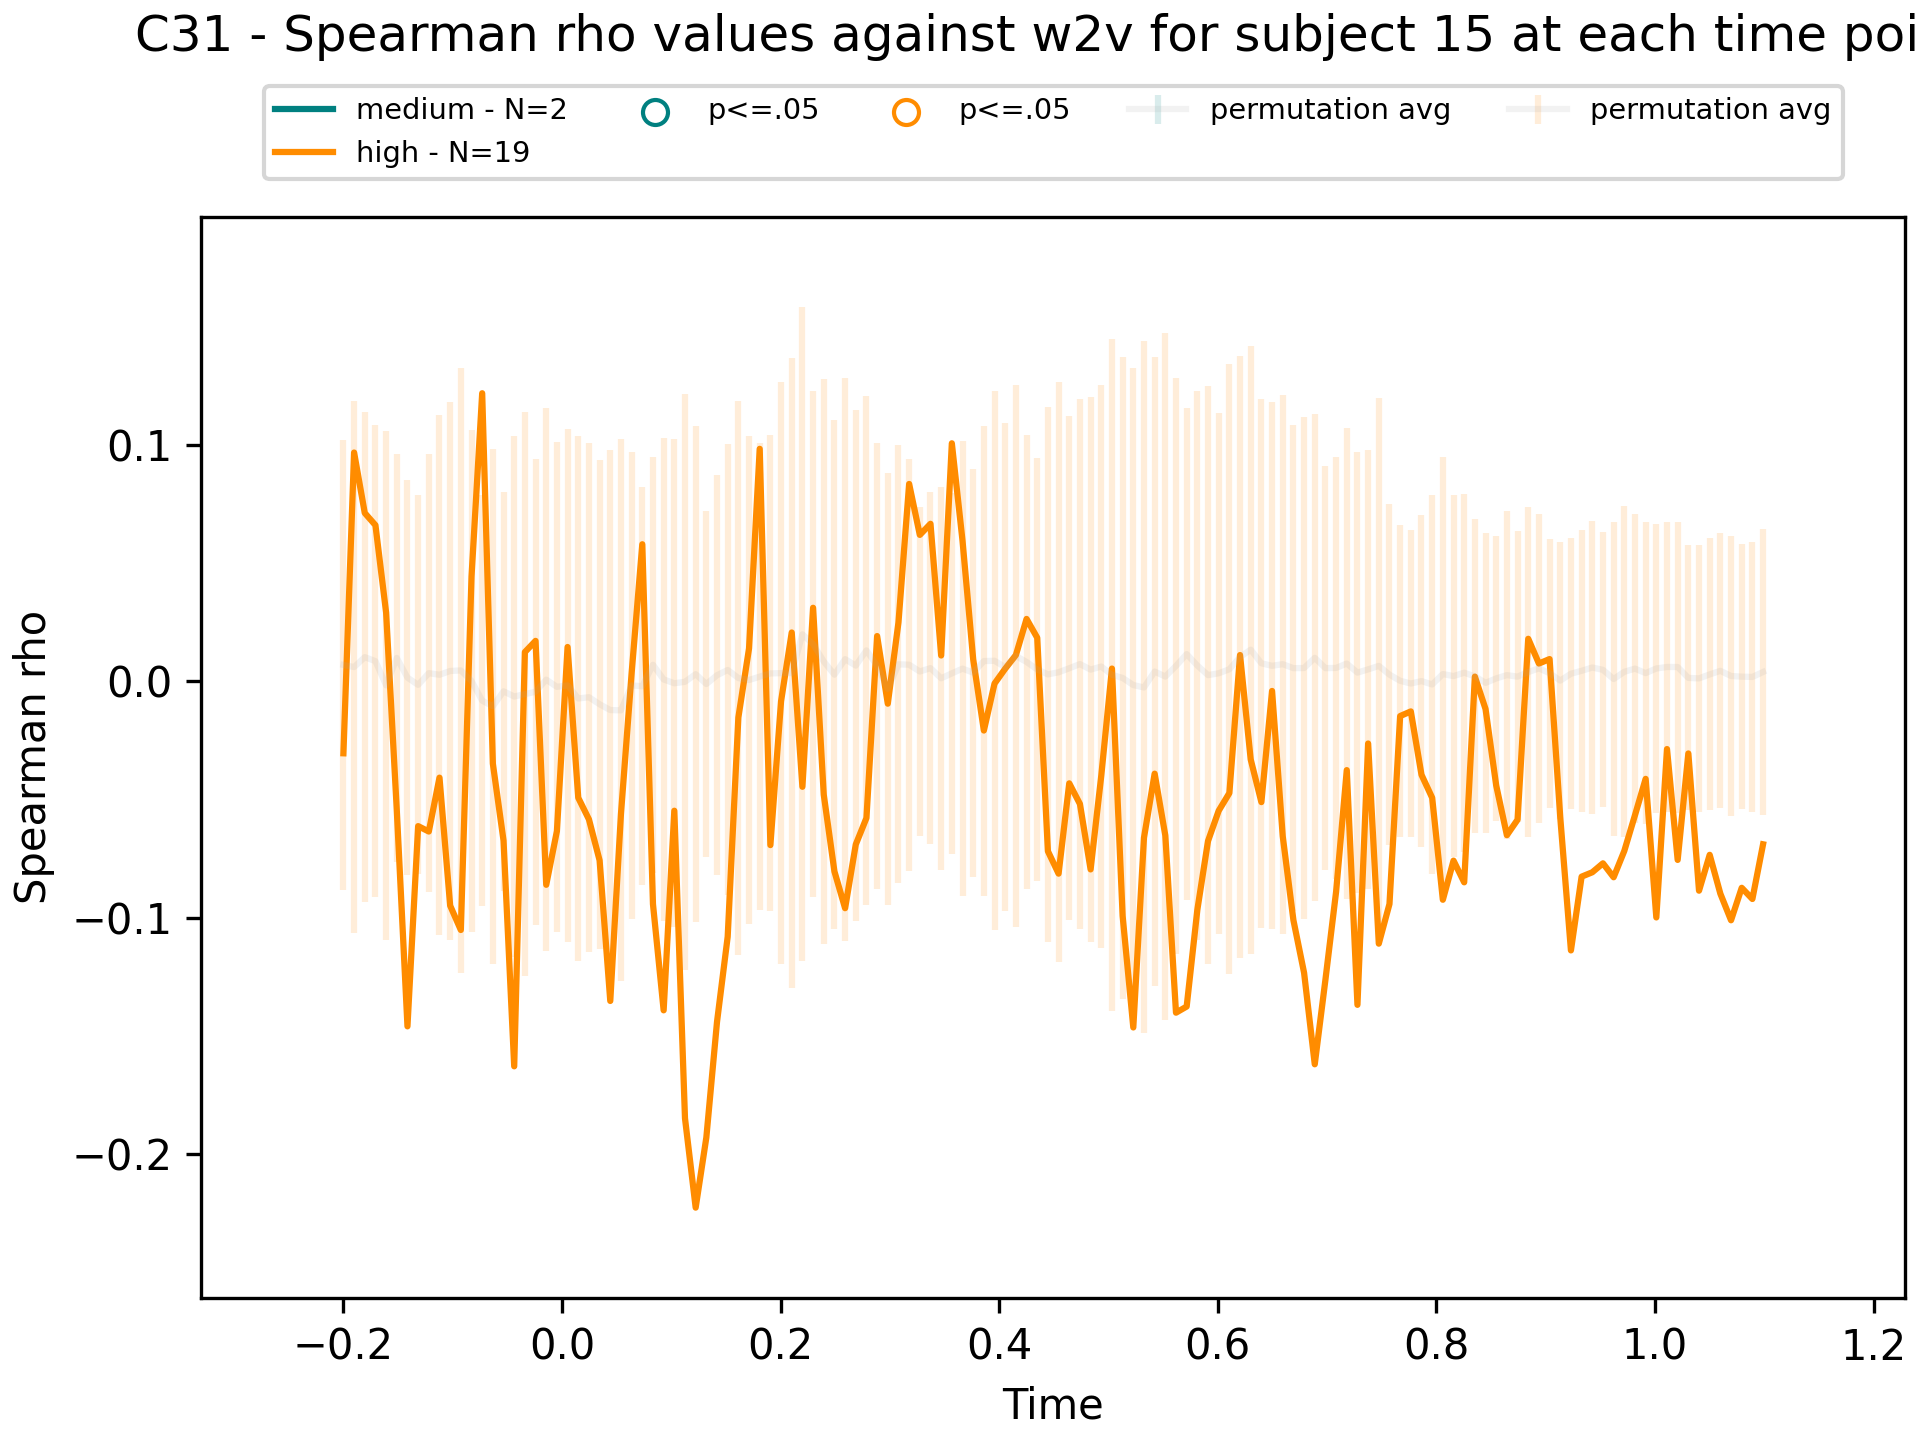 C31 - Spearman rho values against w2v for subject 15 at each time poi
medium - N=2 p<=.05 p<=.05 permutation avg permutation avg
high - N=19
Spearman rho
0.1
0.0
−0.1
−0.2
−0.2 0.0 0.2 0.4 0.6 0.8 1.0 1.2
Time